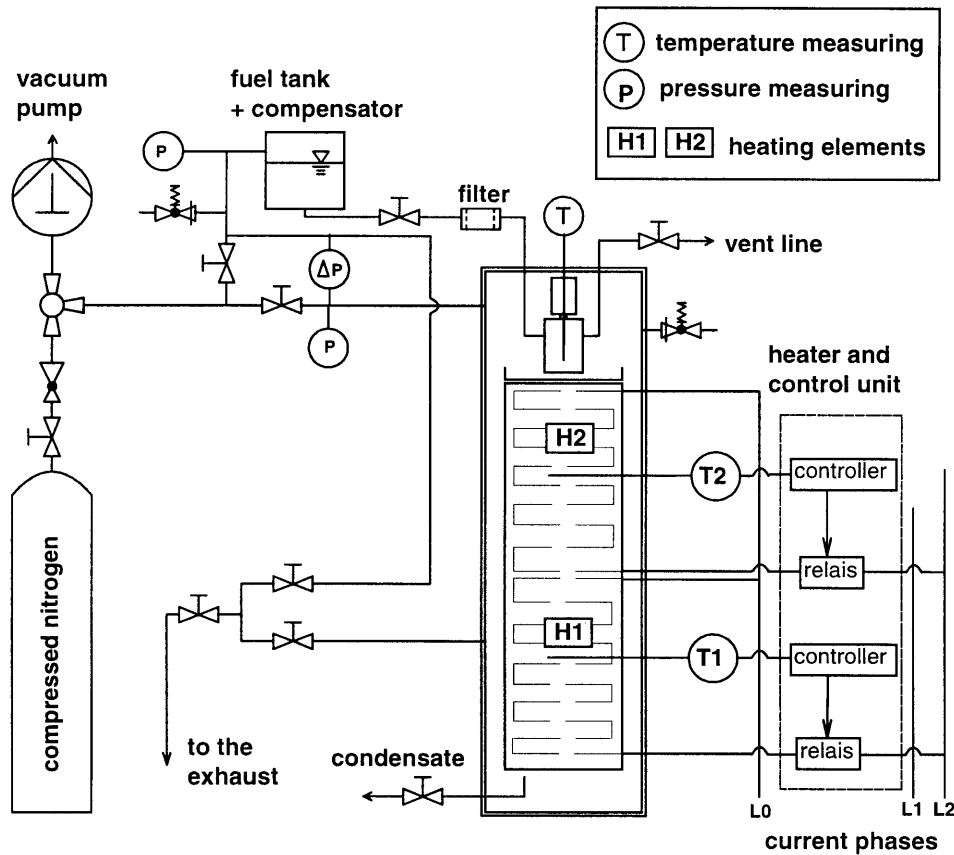 T temperature measuring
P pressure measuring
H1 H2 heating elements
vacuum
pump
fuel tank
+ compensator
P
filter
T
vent line
ΔP
P
heater and
control unit
H2
T2
controller
relais
H1
T1
controller
relais
compressed nitrogen
to the
exhaust
condensate
L0
L1
L2
current phases